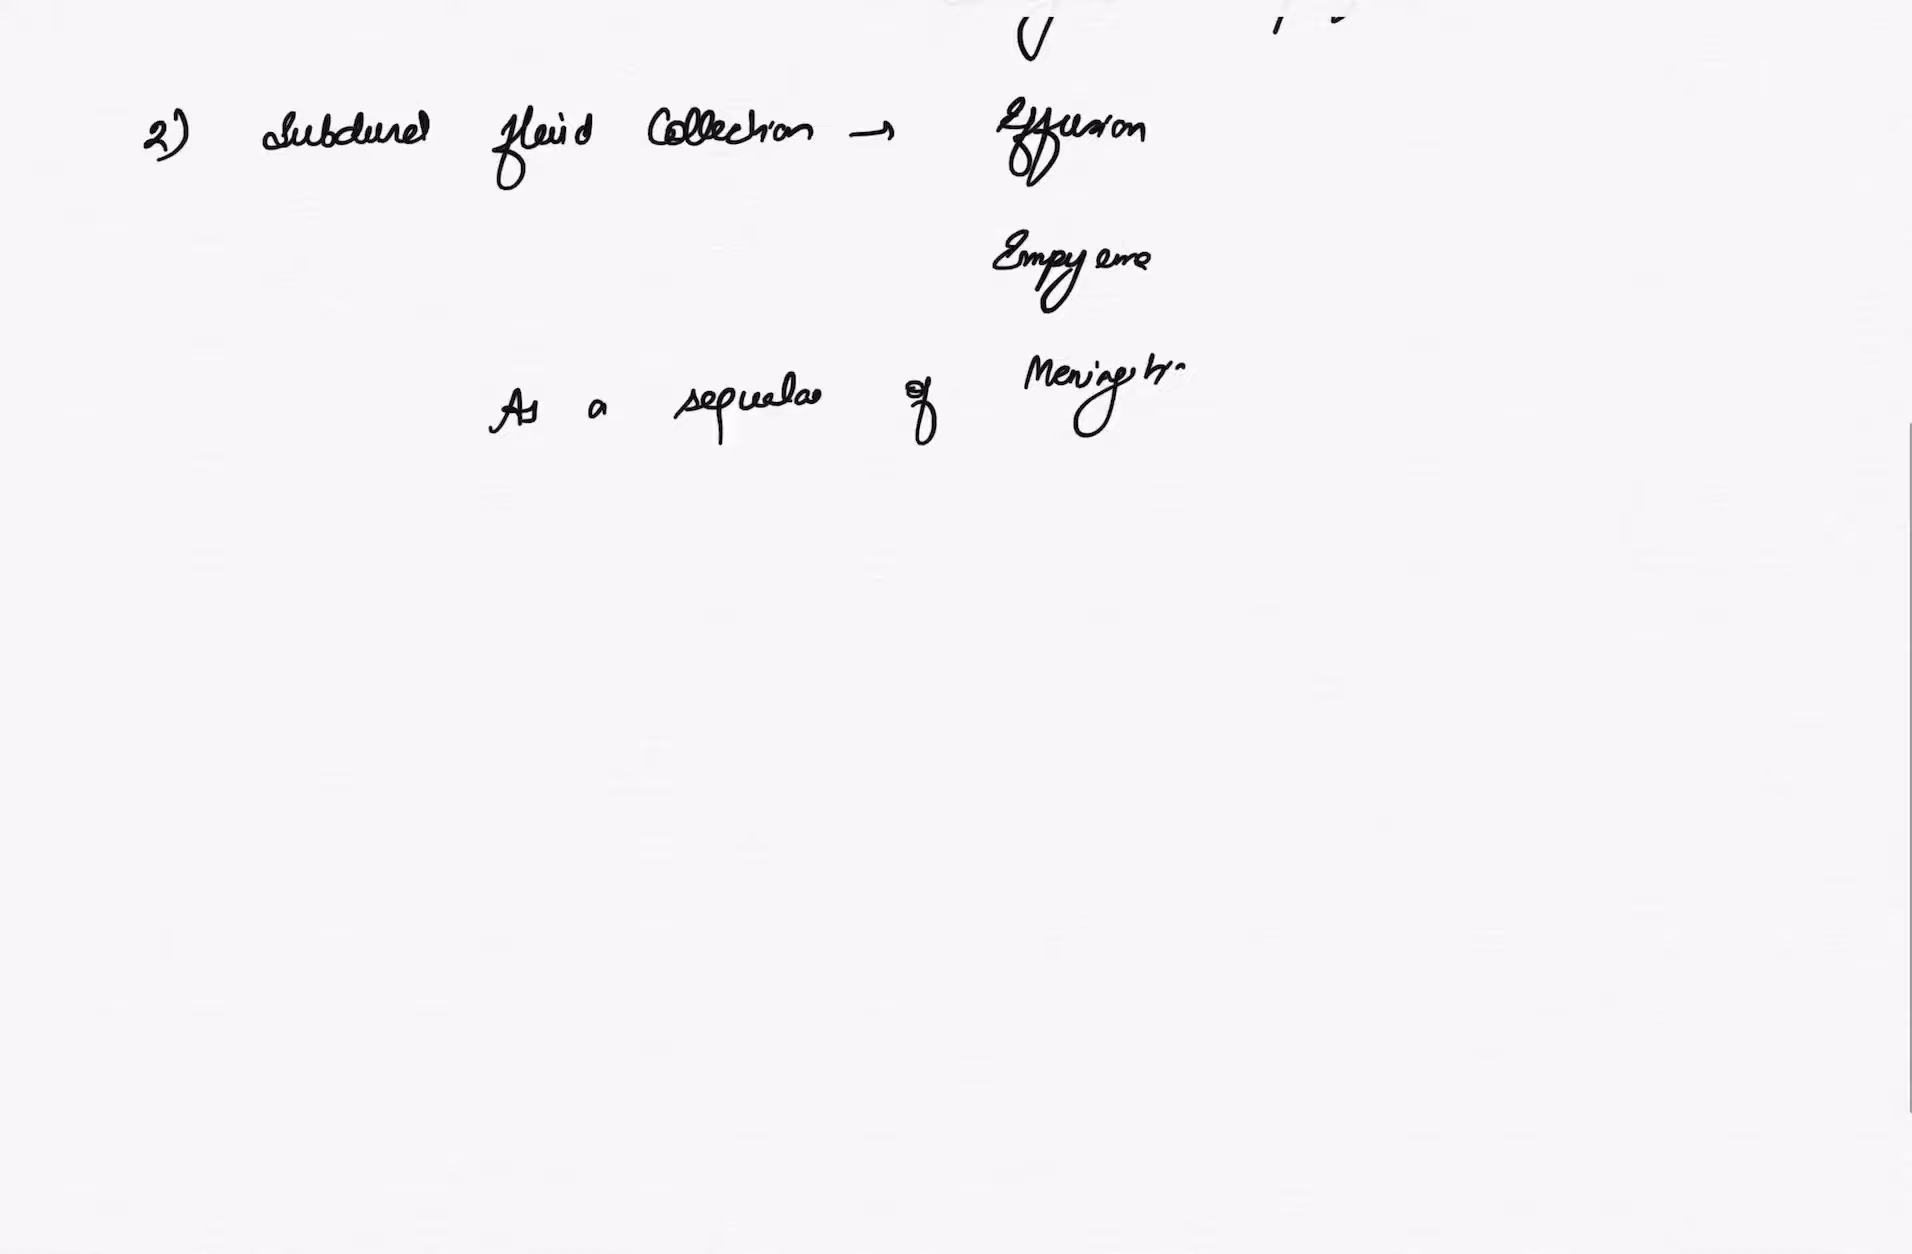 2) Subdural fluid Collection → Effusion
Empyema
As a sequelae of Meningitis